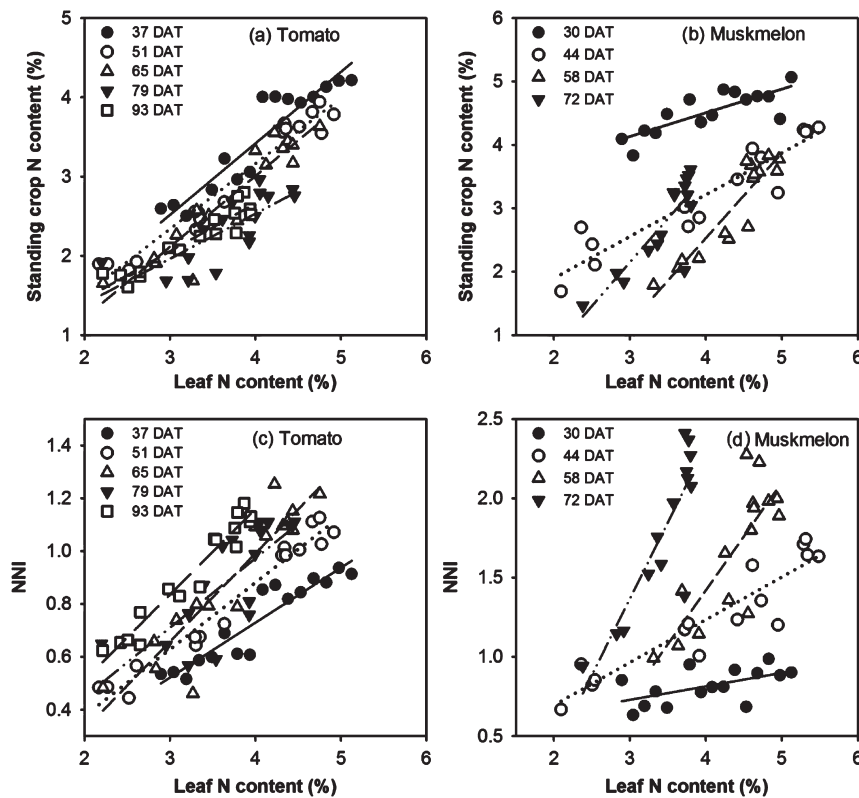 (a) Tomato
37 DAT
51 DAT
65 DAT
79 DAT
93 DAT
Standing crop N content (%)
5
4
3
2
1
2 3 4 5 6
Leaf N content (%)
(b) Muskmelon
30 DAT
44 DAT
58 DAT
72 DAT
Standing crop N content (%)
6
5
4
3
2
1
2 3 4 5 6
Leaf N content (%)
(c) Tomato
37 DAT
51 DAT
65 DAT
79 DAT
93 DAT
NNI
1.4
1.2
1.0
0.8
0.6
0.4
2 3 4 5 6
Leaf N content (%)
(d) Muskmelon
30 DAT
44 DAT
58 DAT
72 DAT
NNI
2.5
2.0
1.5
1.0
0.5
2 3 4 5 6
Leaf N content (%)